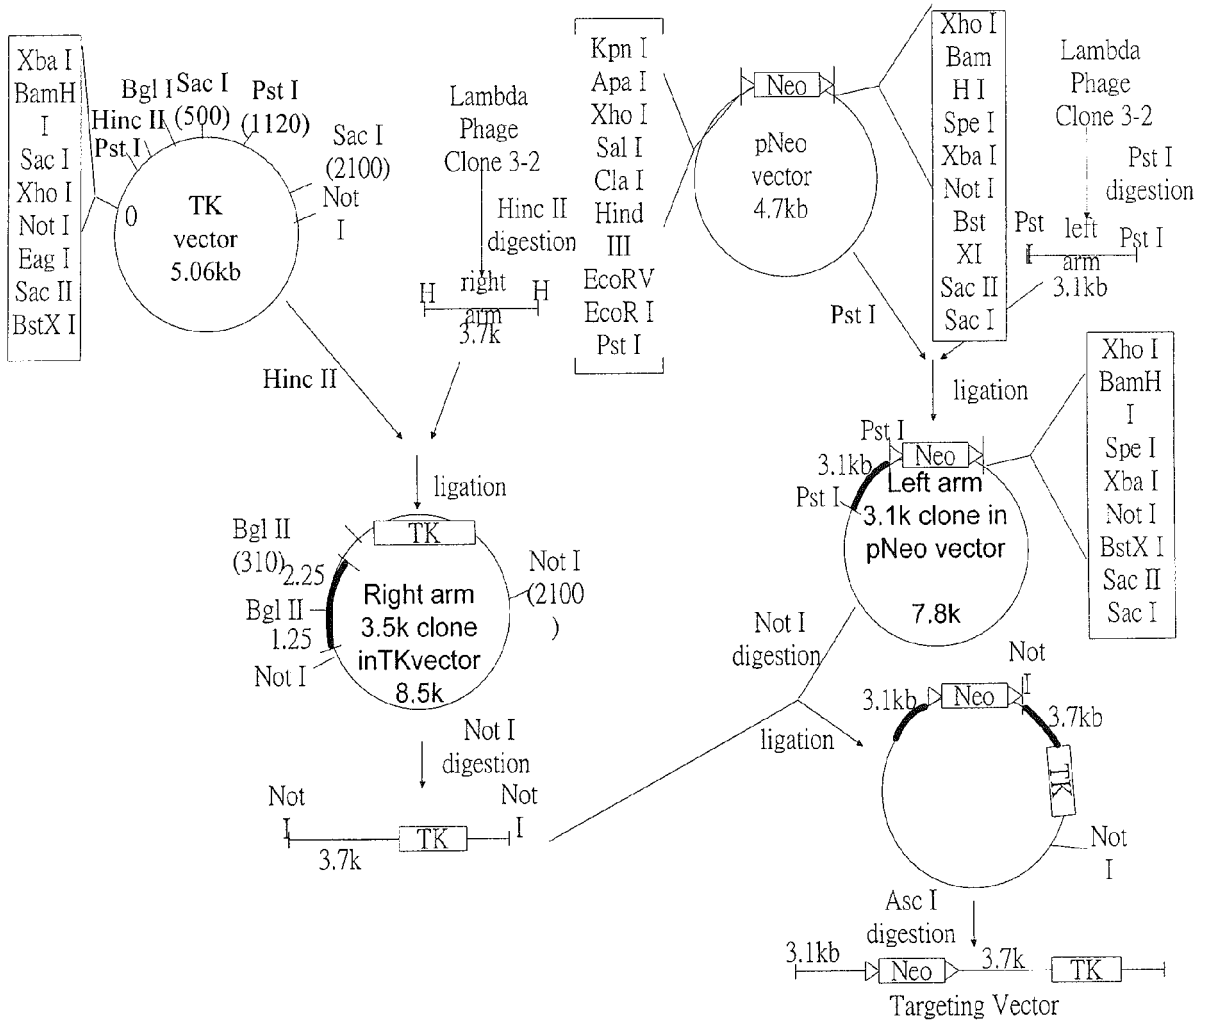 Xba I
BamH
I
Sac I
Xho I
Not I
Eag I
Sac II
BstX I
Bgl I
Sac I
(500)
Hinc II
Pst I
Pst I
(1120)
Sac I
(2100)
Not
I
0
TK
vector
5.06kb
Lambda
Phage
Clone 3-2
Hinc II
digestion
H
right
H
arm
3.7k
Hinc II
ligation
Kpn I
Apa I
Xho I
Sal I
Cla I
Hind
III
EcoRV
EcoR I
Pst I
Neo
pNeo
vector
4.7kb
Xho I
Bam
H I
Spe I
Xba I
Not I
Bst
XI
Sac II
Sac I
Lambda
Phage
Clone 3-2
Pst I
digestion
Pst
I
left
Pst I
arm
3.1kb
Pst I
ligation
Xho I
BamH
I
Spe I
Xba I
Not I
BstX I
Sac II
Sac I
Pst I
Neo
3.1kb
Pst I
Left arm
3.1k clone in
pNeo vector
7.8k
Bgl II
(310)
2.25
Bgl II
1.25
Not I
TK
Not I
(2100
)
Right arm
3.5k clone
inTKvector
8.5k
Not I
digestion
Not
I
3.7k
TK
Not
I
Not I
digestion
ligation
3.1kb
Neo
Not
I
3.7kb
TK
Not
I
Asc I
digestion
3.1kb
Neo
3.7k
TK
Targeting Vector